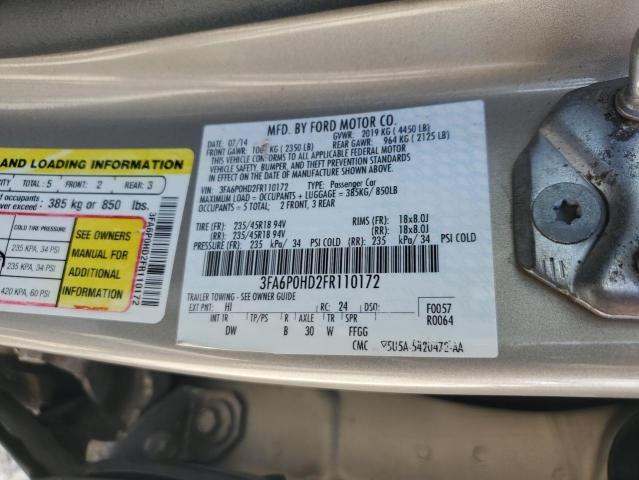 AND LOADING INFORMATION
CITY TOTAL: 5 FRONT: 2 REAR: 3
exceed: 385 kg or 850 lbs.
COLD TIRE PRESSURE
235 KPA, 34 PSI
235 KPA, 34 PSI
420 KPA, 60 PSI
SEE OWNERS
MANUAL FOR
ADDITIONAL
INFORMATION
3FA6P0HD2FR110172
MFD. BY FORD MOTOR CO.
DATE: 07/14 GVWR: 2019 KG (4450 LB)
FRONT GAWR: KG (2350 LB) REAR GAWR: 964 KG (2125 LB)
THIS VEHICLE CONFORMS TO ALL APPLICABLE FEDERAL MOTOR
VEHICLE SAFETY, BUMPER, AND THEFT PREVENTION STANDARDS
IN EFFECT ON THE DATE OF MANUFACTURE SHOWN ABOVE.
VIN: 3FA6P0HD2FR110172 TYPE: Passenger Car
MAXIMUM LOAD = OCCUPANTS + LUGGAGE = 385KG/ 850LB
OCCUPANTS = 5 TOTAL: 2 FRONT, 3 REAR
TIRE (FR): 235/45R18 94V RIMS (FR): 18x8.0J
(RR): 235/45R18 94V (RR): 18x8.0J
PRESSURE (FR): 235 kPa/ 34 PSI COLD (RR): 235 kPa/ 34 PSI COLD
3FA6P0HD2FR110172
TRAILER TOWING - SEE OWNER GUIDE
EXT PNT: HI RC: 24 DSO: F0057
INT TR TP/PS R AXLE TR SPR R0064
DW B 30 W FFGG
CMC 5U5A-5420472-AA